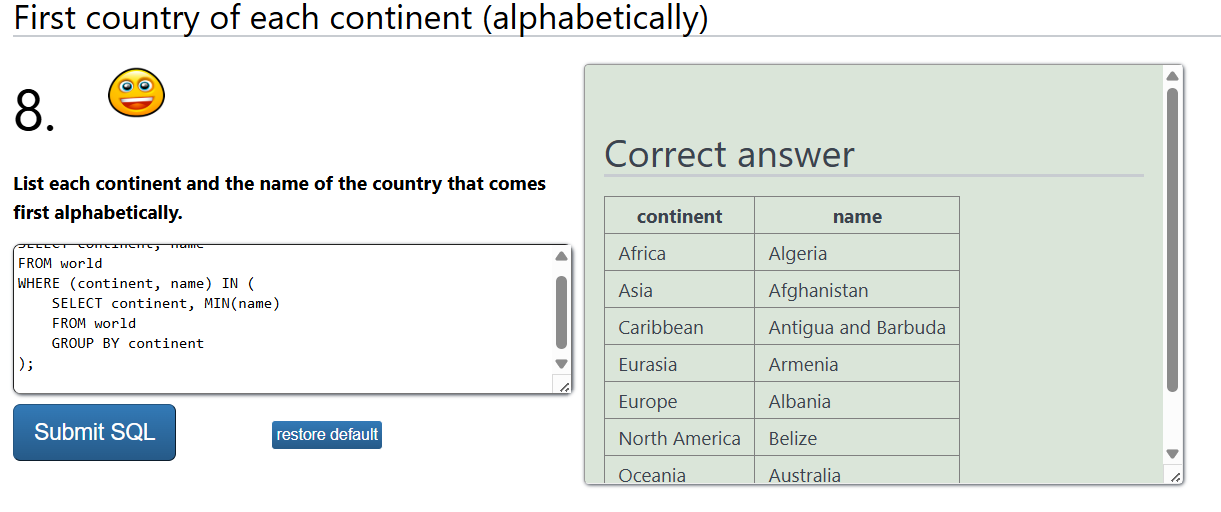 First country of each continent (alphabetically)
8.
List each continent and the name of the country that comes
first alphabetically.
SELECT continent, name
FROM world
WHERE (continent, name) IN (
    SELECT continent, MIN(name)
    FROM world
    GROUP BY continent
);
Submit SQL
restore default
Correct answer
continent name
Africa Algeria
Asia Afghanistan
Caribbean Antigua and Barbuda
Eurasia Armenia
Europe Albania
North America Belize
Oceania Australia